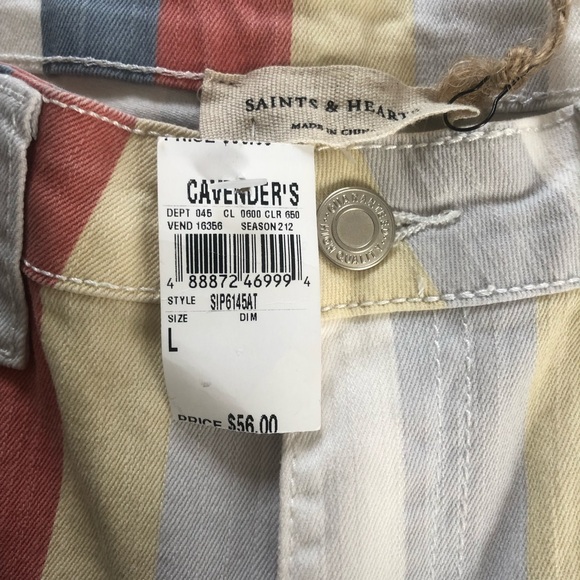 SAINTS & HEARTS
MADE IN CHINA
CAVENDER'S
DEPT 045 CL 0600 CLR 650
VEND 16356 SEASON 212
4 88872 46999 4
STYLE SIP6145AT
SIZE DIM
L
PRICE $56.00